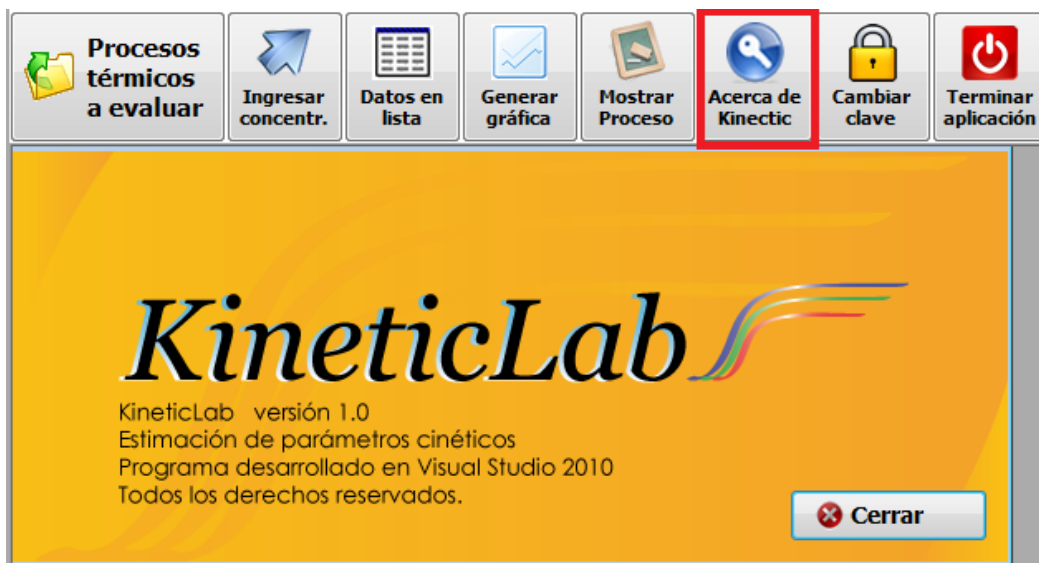 Procesos
térmicos
a evaluar
Ingresar
concentr.
Datos en
lista
Generar
gráfica
Mostrar
Proceso
Acerca de
Kinectic
Cambiar
clave
Terminar
aplicación
KineticLab
KineticLab versión 1.0
Estimación de parámetros cinéticos
Programa desarrollado en Visual Studio 2010
Todos los derechos reservados.
Cerrar